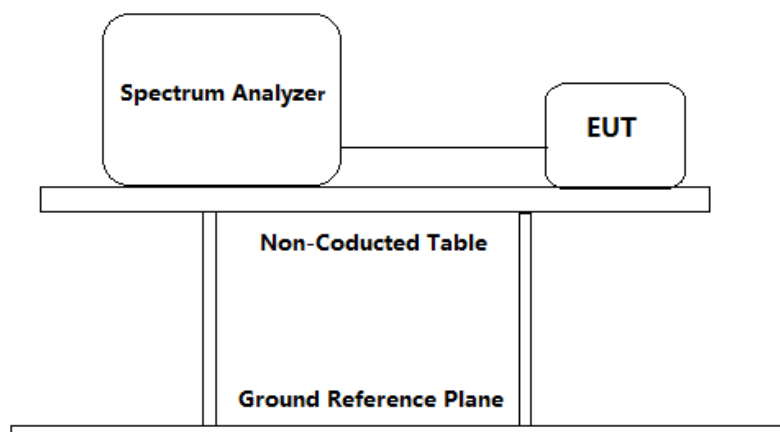 Spectrum Analyzer
EUT
Non-Coducted Table
Ground Reference Plane